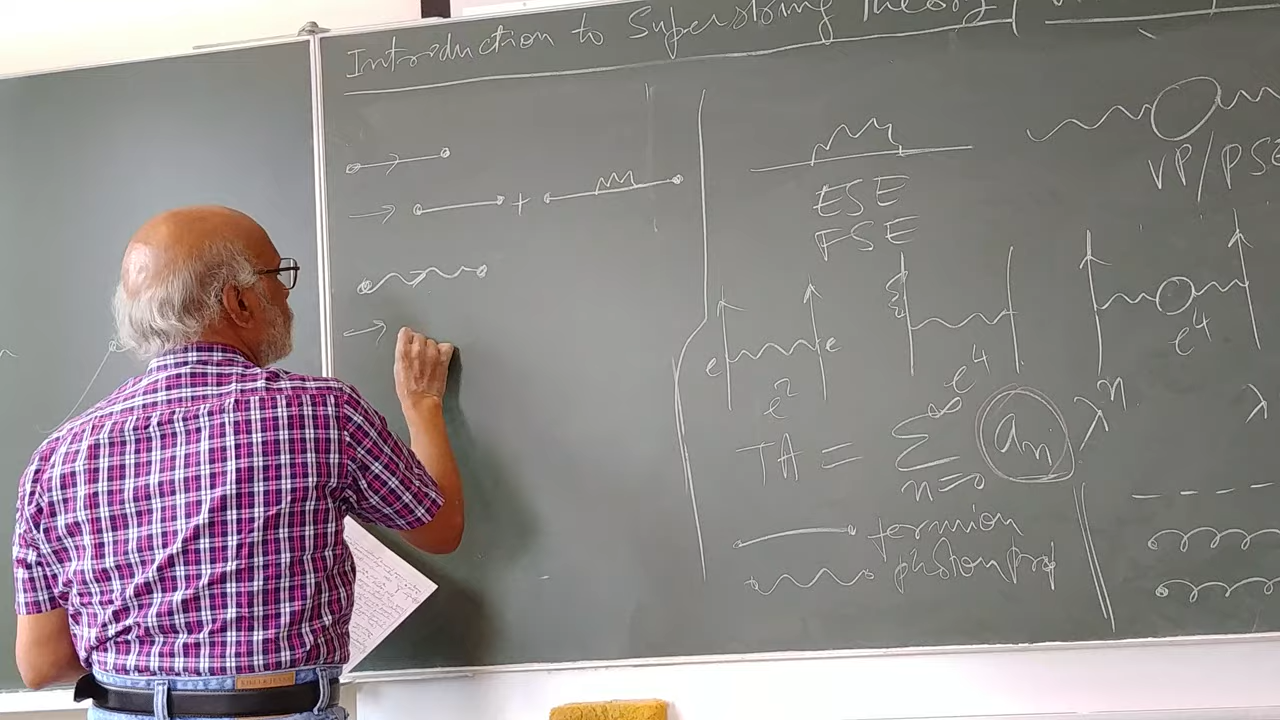 Introduction to Superstring Theory
+
ESE
FSE
VP/PSE
e e
e²
e⁴
e⁴
TA = ∑ n=0 ∞ aₙ λⁿ
λ
fermion
photon prop